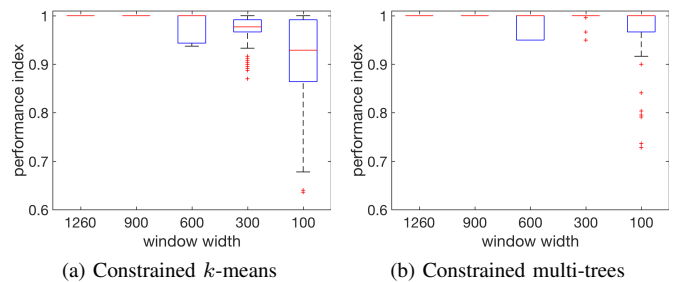 1
0.9
0.8
0.7
0.6
performance index
1260 900 600 300 100
window width
(a) Constrained k-means
1
0.9
0.8
0.7
0.6
performance index
1260 900 600 300 100
window width
(b) Constrained multi-trees